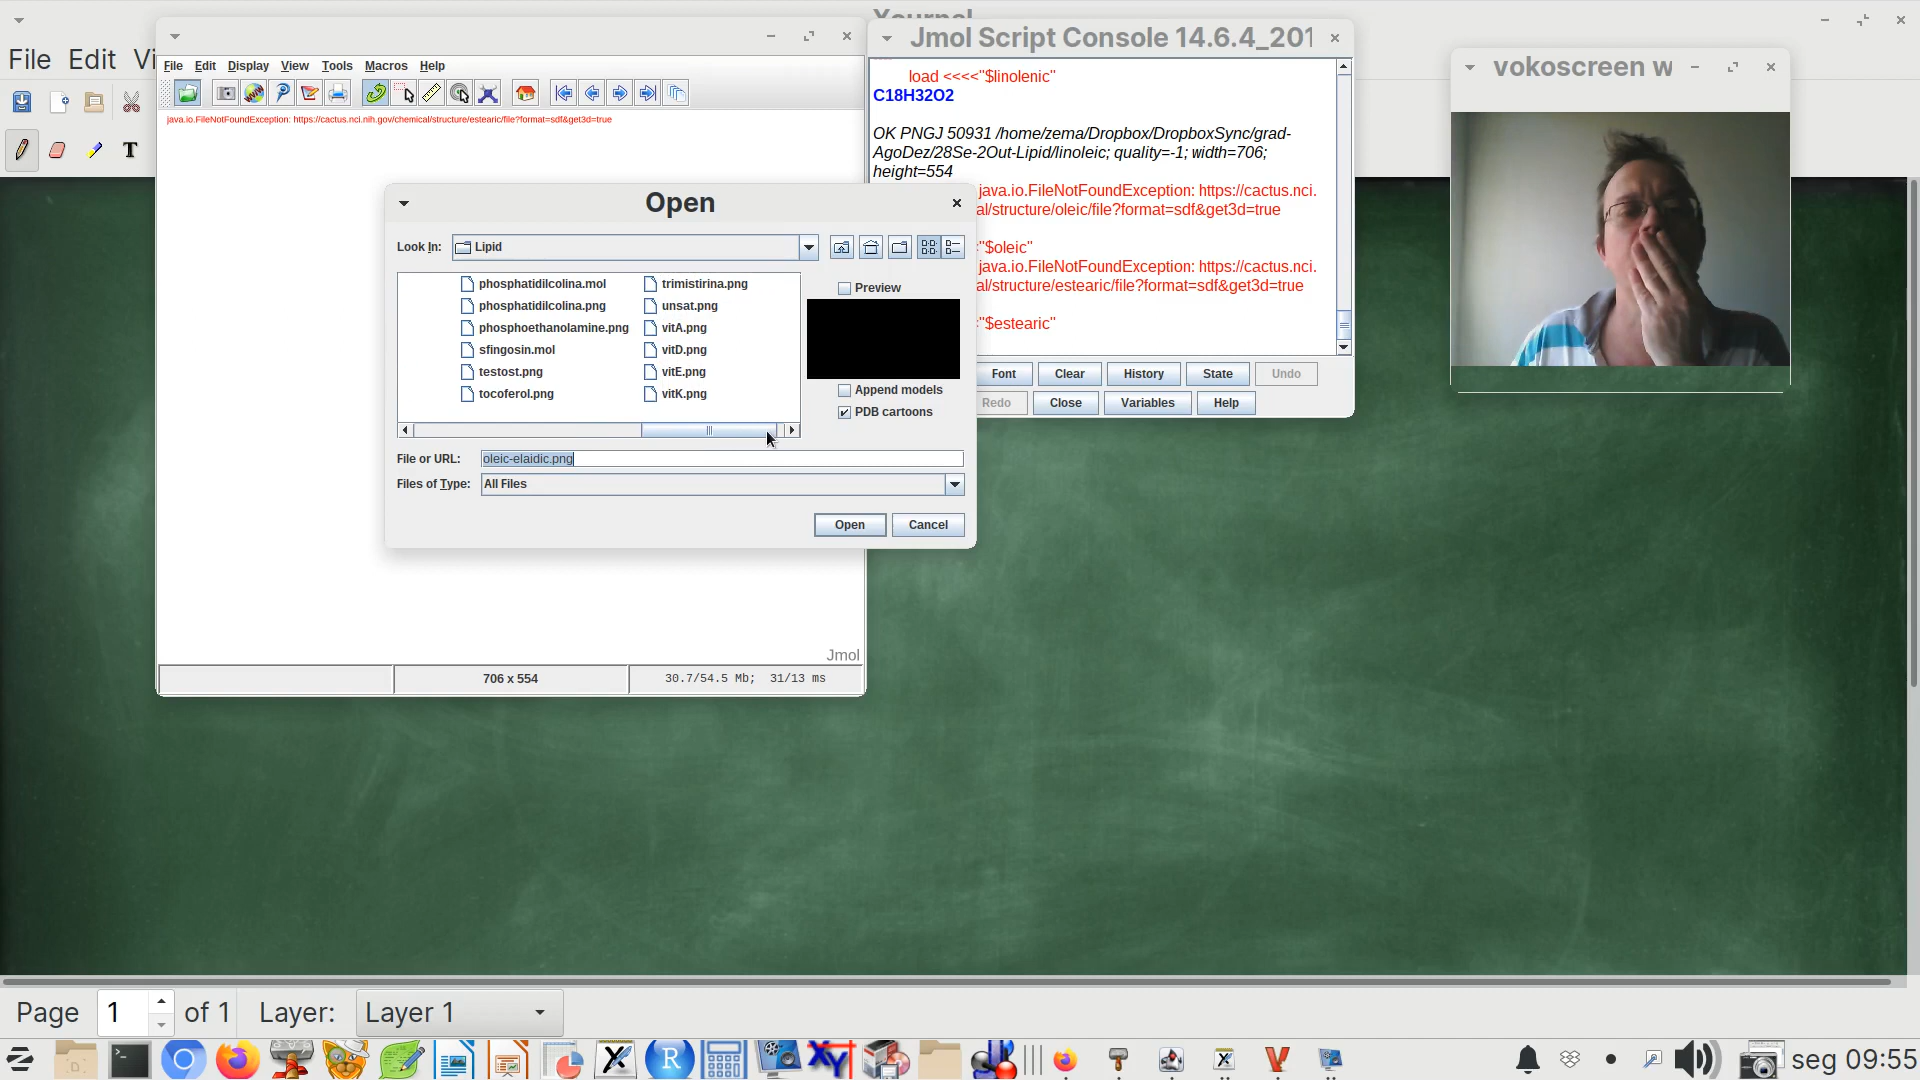 Xournal
File Edit Vi
File Edit Display View Tools Macros Help
java.io.FileNotFoundException: https://cactus.nci.nih.gov/chemical/structure/estearic/file?format=sdf&get3d=true
T
Jmol
706 x 554
30.7/54.5 Mb; 31/13 ms
Jmol Script Console 14.6.4_201
load <<<<"$linolenic"
C18H32O2
OK PNGJ 50931 /home/zema/Dropbox/DropboxSync/grad-
AgoDez/28Se-2Out-Lipid/linoleic; quality=-1; width=706;
height=554
java.io.FileNotFoundException: https://cactus.nci.
al/structure/oleic/file?format=sdf&get3d=true
"$oleic"
java.io.FileNotFoundException: https://cactus.nci.
al/structure/estearic/file?format=sdf&get3d=true
"$estearic"
Font Clear History State Undo
Redo Close Variables Help
vokoscreen w
Open
Look In: Lipid
phosphatidilcolina.mol
phosphatidilcolina.png
phosphoethanolamine.png
sfingosin.mol
testost.png
tocoferol.png
trimistirina.png
unsat.png
vitA.png
vitD.png
vitE.png
vitK.png
Preview
Append models
PDB cartoons
File or URL: oleic-elaidic.png
Files of Type: All Files
Open Cancel
Page 1 of 1 Layer: Layer 1
seg 09:55